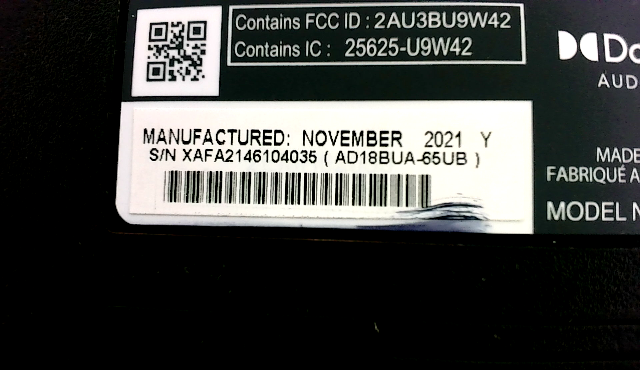 Contains FCC ID : 2AU3BU9W42
Contains IC : 25625-U9W42
AUD
MANUFACTURED: NOVEMBER 2021 Y
S/N XAFA2146104035 ( AD18BUA-65UB )
MADE
FABRIQUÉ A
MODEL N